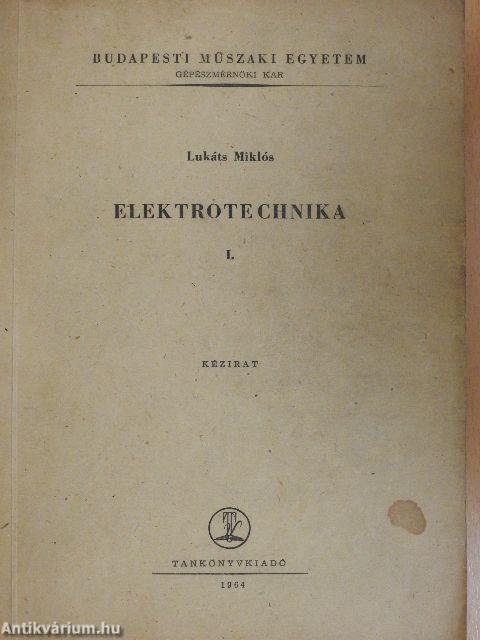 BUDAPESTI MŰSZAKI EGYETEM
GÉPÉSZMÉRNÖKI KAR
Lukáts Miklós
ELEKTROTECHNIKA
I.
KÉZIRAT
TANKÖNYVKIADÓ
1964
Antikvárium.hu